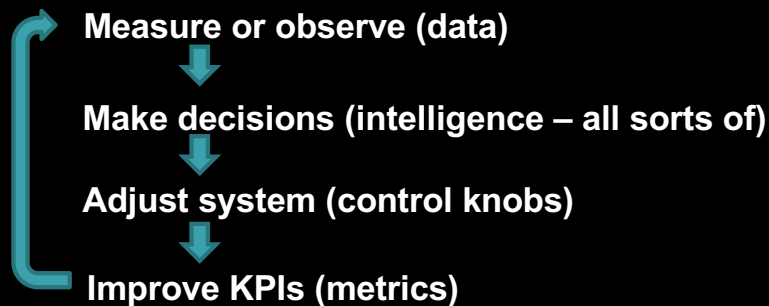 Measure or observe (data)
Make decisions (intelligence – all sorts of)
Adjust system (control knobs)
Improve KPIs (metrics)